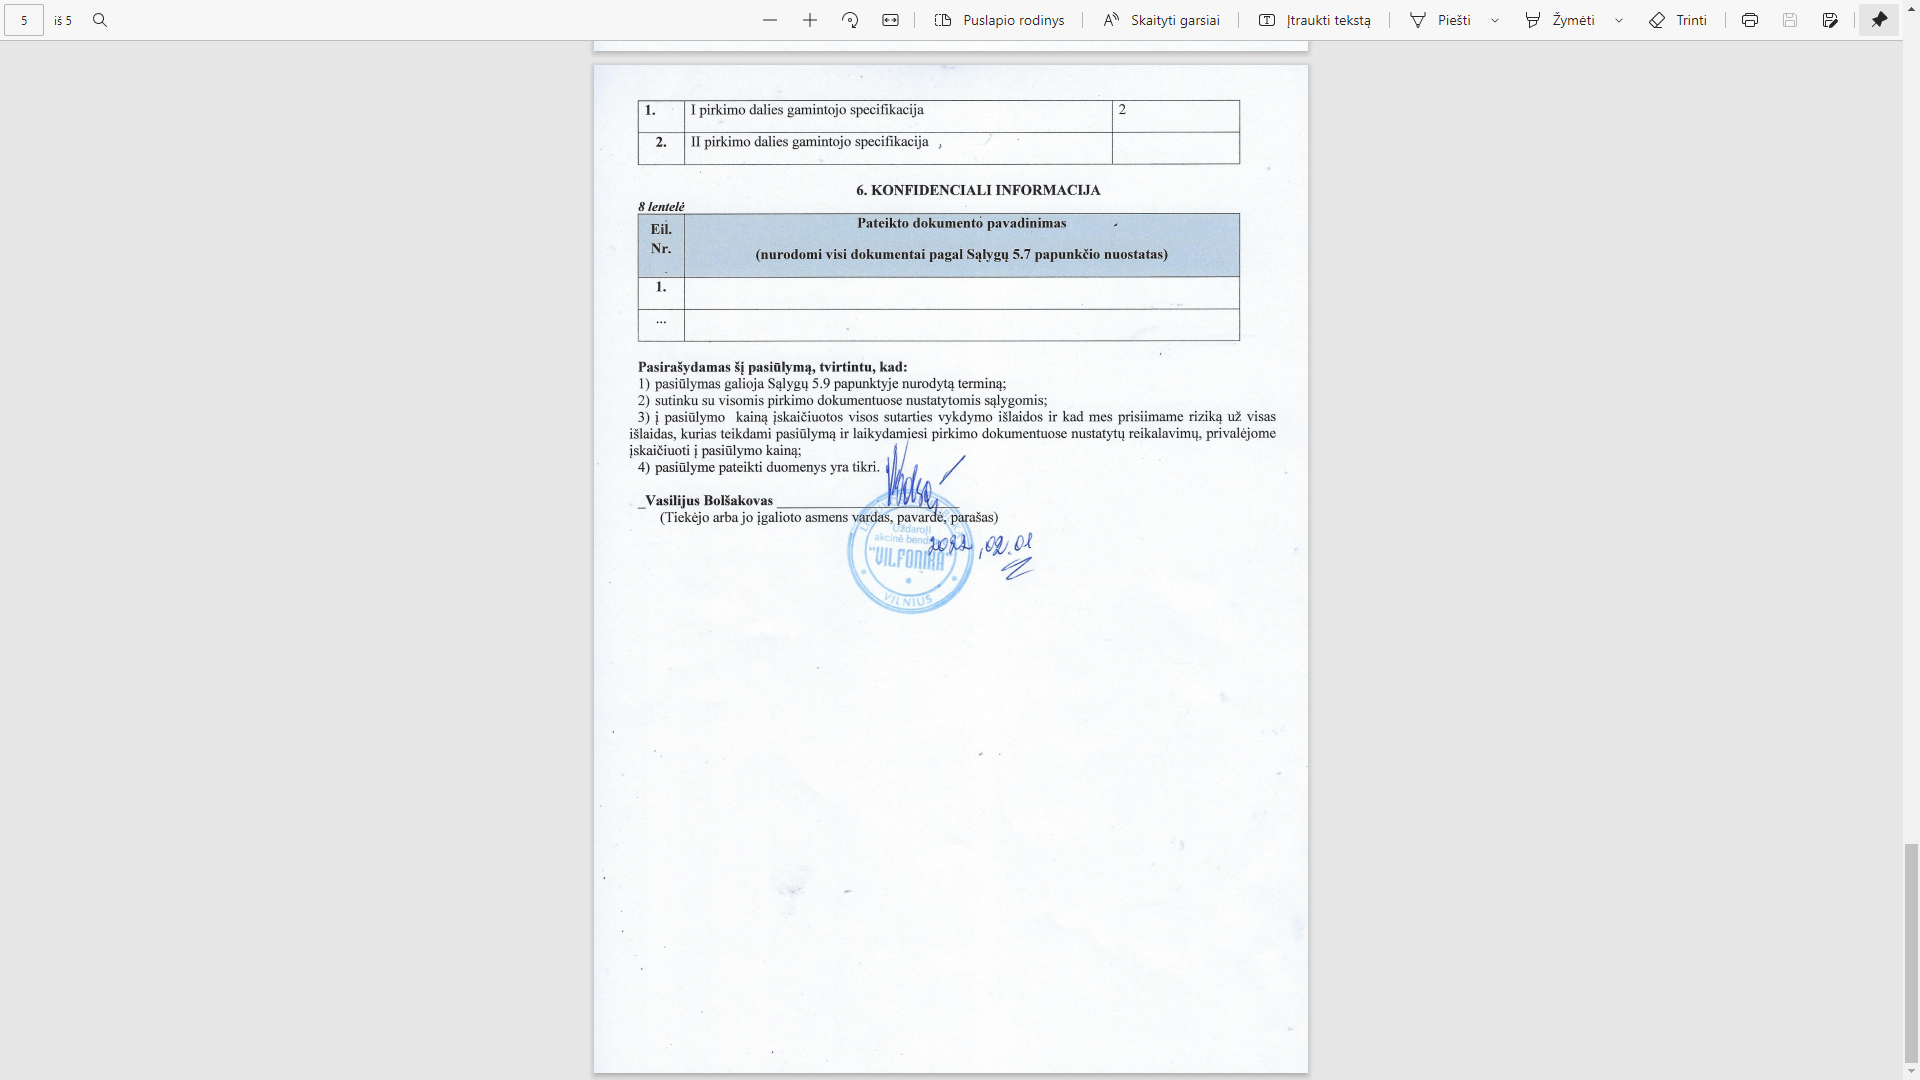 5 iš 5 Puslapio rodinys Skaityti garsiai Įtraukti tekstą Piešti Žymėti Trinti
1. I pirkimo dalies gamintojo specifikacija 2
2. II pirkimo dalies gamintojo specifikacija
6. KONFIDENCIALI INFORMACIJA
8 lentelė
Eil. Nr. Pateikto dokumento pavadinimas
(nurodomi visi dokumentai pagal Sąlygų 5.7 papunkčio nuostatas)
1.
...
Pasirašydamas šį pasiūlymą, tvirtintu, kad:
1) pasiūlymas galioja Sąlygų 5.9 papunktyje nurodytą terminą;
2) sutinku su visomis pirkimo dokumentuose nustatytomis sąlygomis;
3) į pasiūlymo kainą įskaičiuotos visos sutarties vykdymo išlaidos ir kad mes prisiimame riziką už visas
išlaidas, kurias teikdami pasiūlymą ir laikydamiesi pirkimo dokumentuose nustatytų reikalavimų, privalėjome
įskaičiuoti į pasiūlymo kainą;
4) pasiūlyme pateikti duomenys yra tikri.
_Vasilijus Bolšakovas
(Tiekėjo arba jo įgalioto asmens vardas, pavardė, parašas)
Uždaroji
akcinė
"VILFONIKA"
VILNIUS
2022.02.01